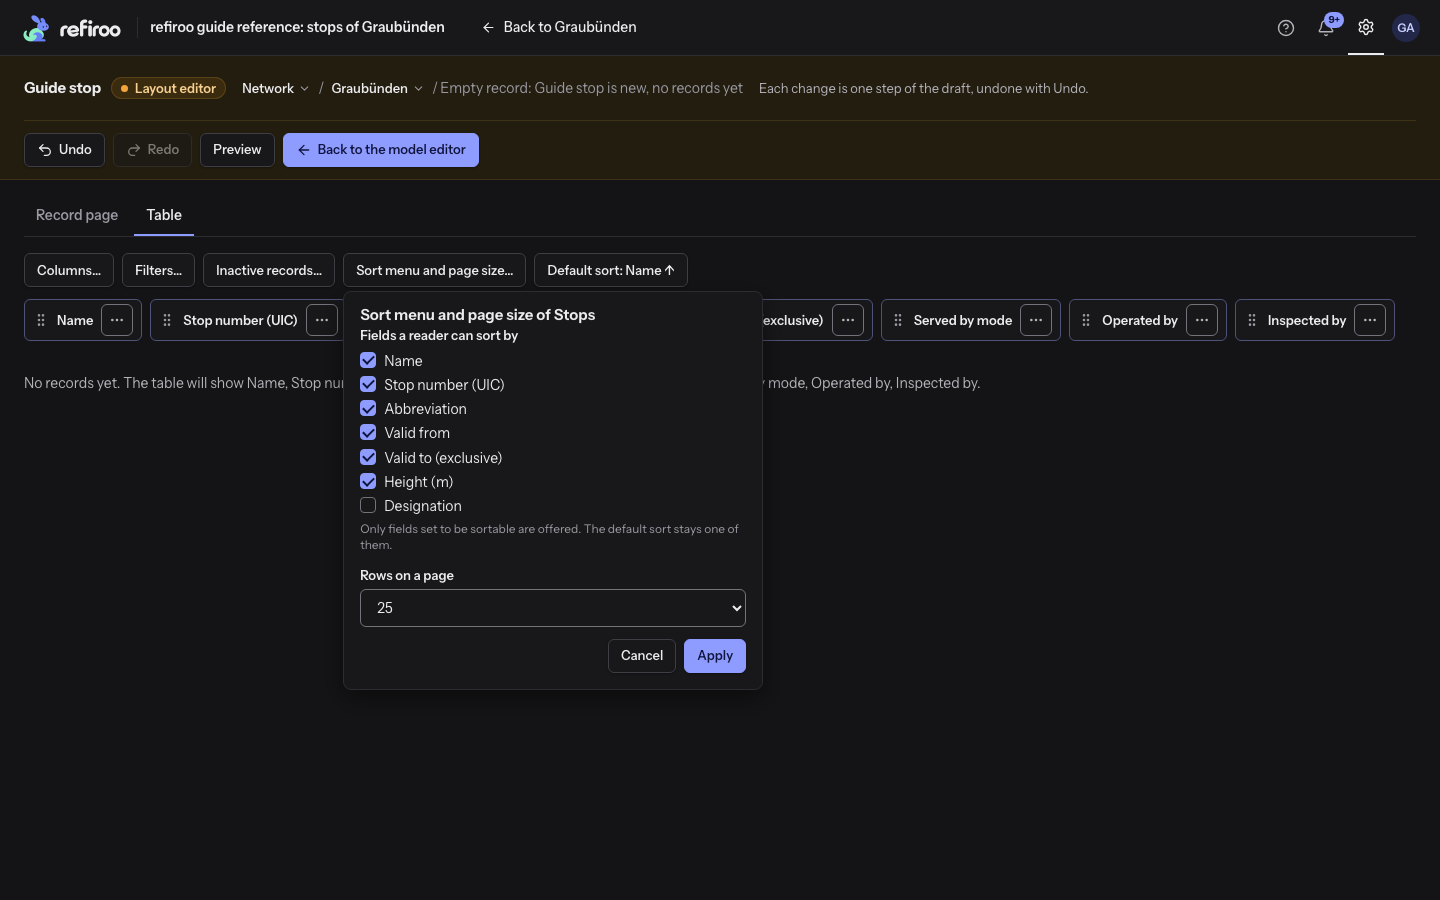 refiroo
refiroo guide reference: stops of Graubünden
Back to Graubünden
9+
GA
Guide stop
Layout editor
Network / Graubünden / Empty record: Guide stop is new, no records yet
Each change is one step of the draft, undone with Undo.
Undo
Redo
Preview
Back to the model editor
Record page
Table
Columns...
Filters...
Inactive records...
Sort menu and page size...
Default sort: Name ↑
Name
Stop number (UIC)
exclusive)
Served by mode
Operated by
Inspected by
No records yet. The table will show Name, Stop
mode, Operated by, Inspected by.
Sort menu and page size of Stops
Fields a reader can sort by
Name
Stop number (UIC)
Abbreviation
Valid from
Valid to (exclusive)
Height (m)
Designation
Only fields set to be sortable are offered. The default sort stays one of
them.
Rows on a page
25
Cancel
Apply